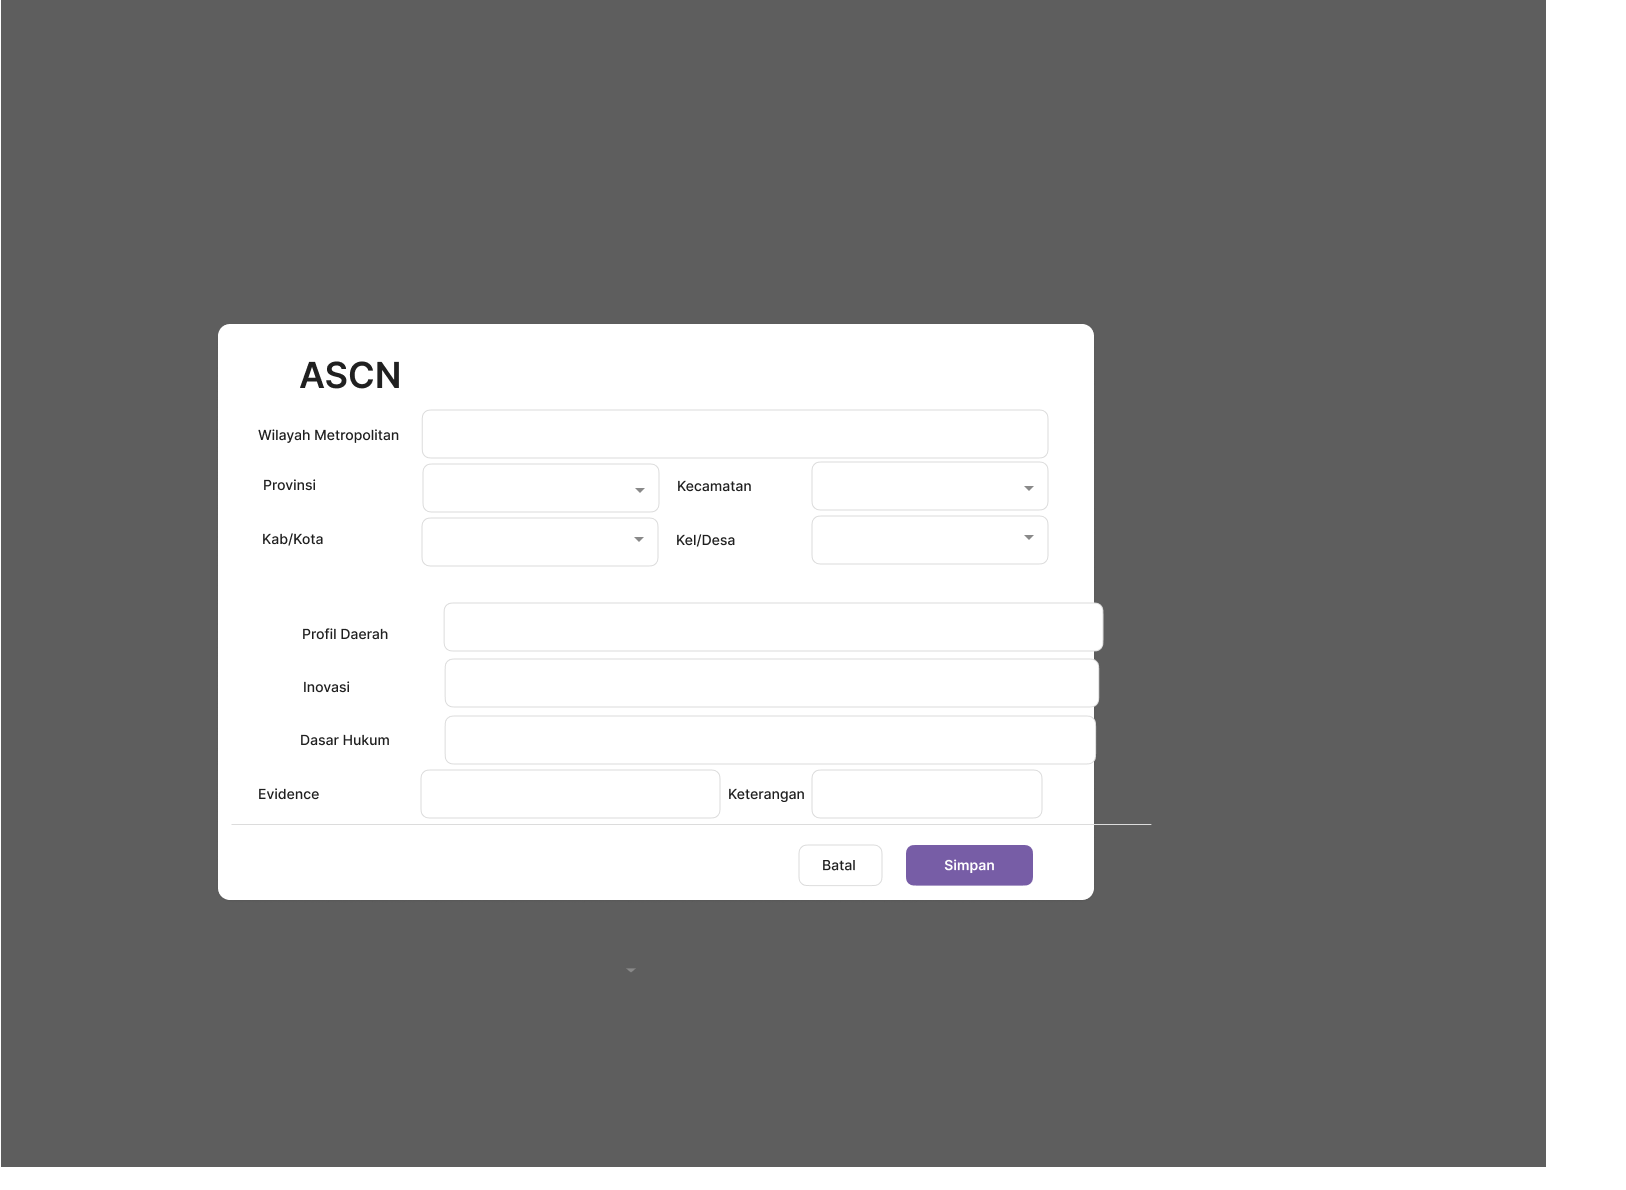 ASCN
Wilayah Metropolitan
Provinsi
Kecamatan
Kab/Kota
Kel/Desa
Profil Daerah
Inovasi
Dasar Hukum
Evidence
Keterangan
Batal
Simpan